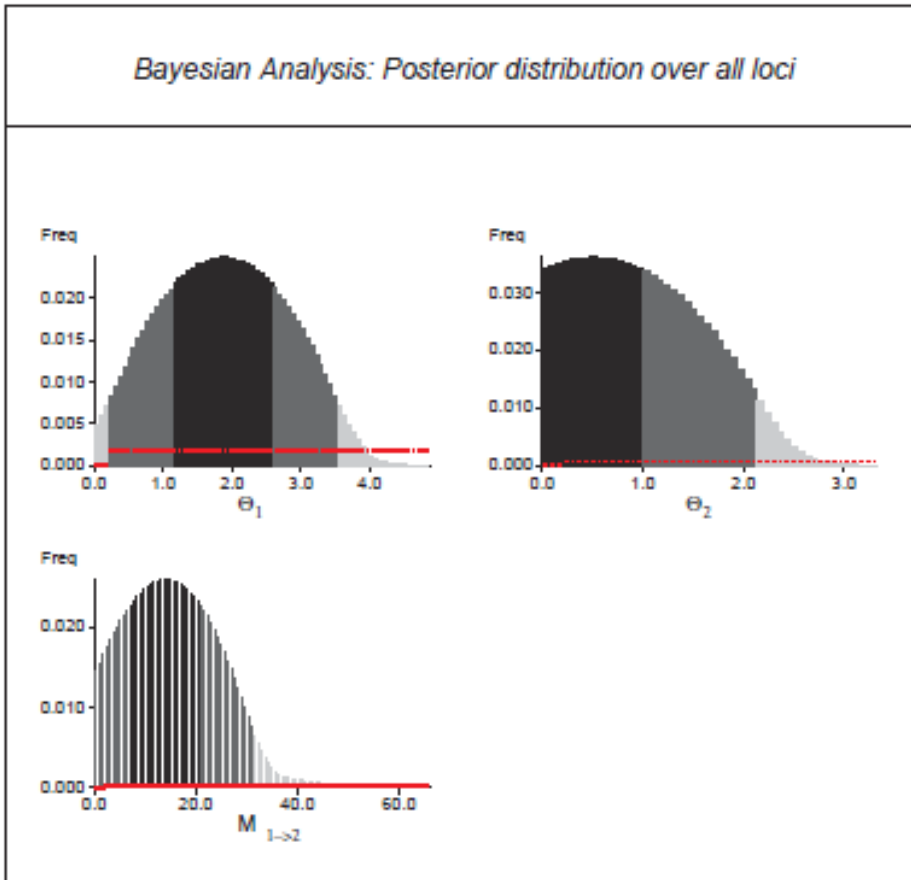 Bayesian Analysis: Posterior distribution over all loci
Freq
0.020
0.015
0.010
0.005
0.000
0.0 1.0 2.0 3.0 4.0
Θ1
Freq
0.030
0.020
0.010
0.000
0.0 1.0 2.0 3.0
Θ2
Freq
0.020
0.010
0.000
0.0 20.0 40.0 60.0
M 1->2